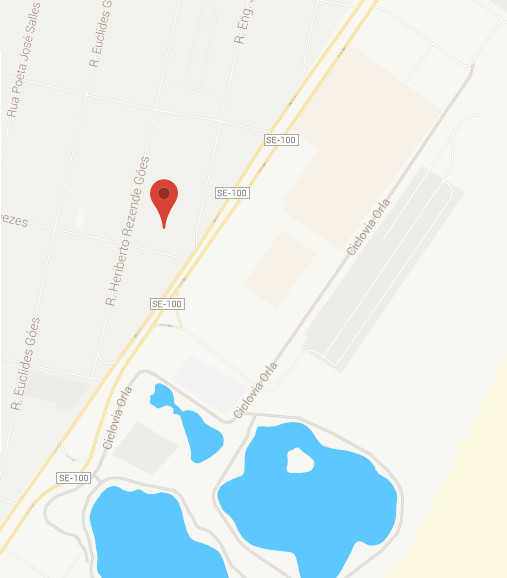 Rua Poeta José Salles
R. Euclides G
R. Eng.
SE-100
SE-100
ezes
R. Heriberto Rezende Góes
Ciclovia Orla
SE-100
R. Euclides Góes
Ciclovia Orla
Ciclovia Orla
SE-100